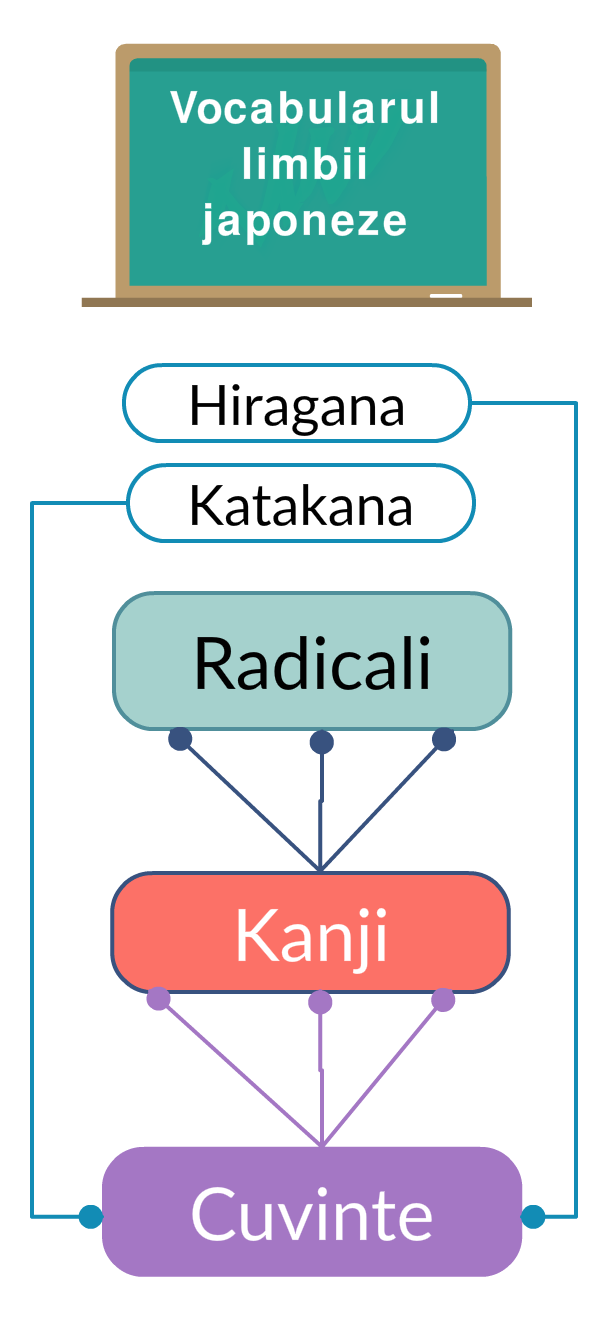 Vocabularul
limbii
japoneze
Hiragana
Katakana
Radicali
Kanji
Cuvinte